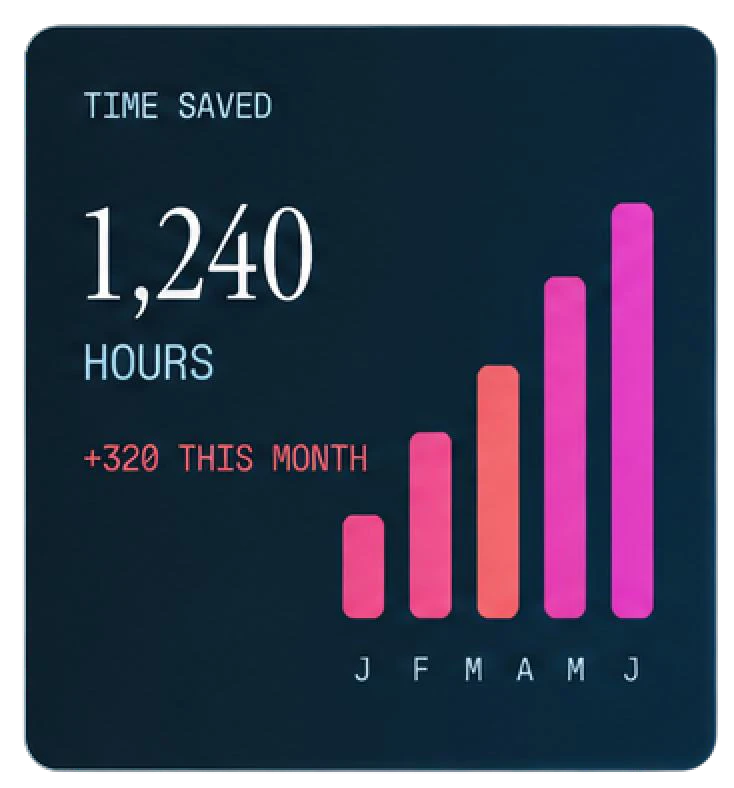 TIME SAVED
1,240
HOURS
+320 THIS MONTH
J F M A M J